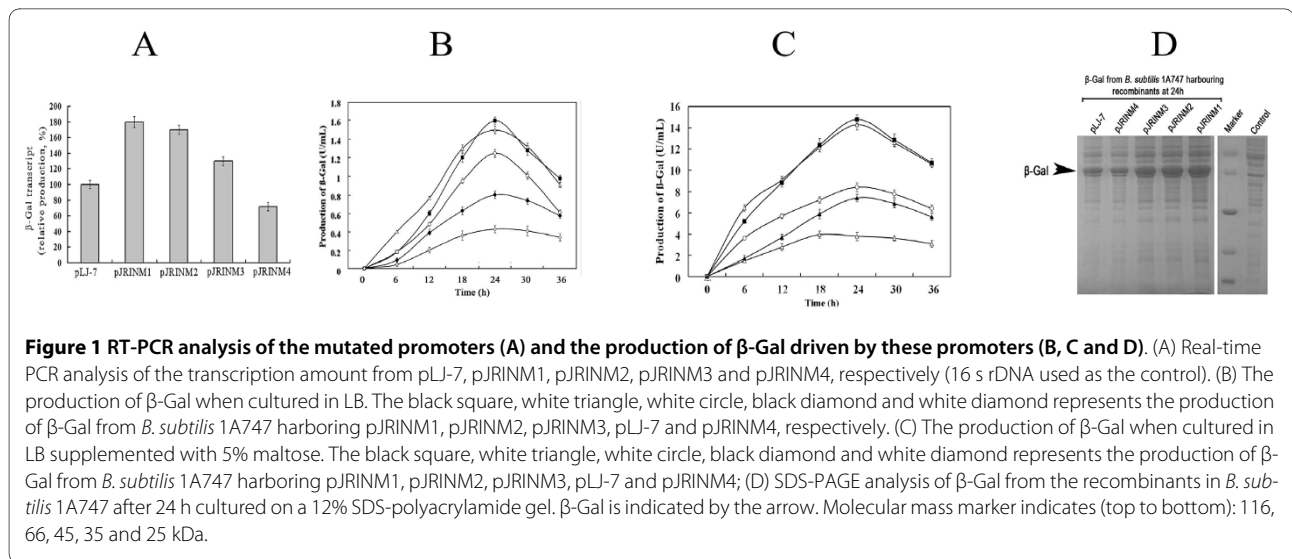 A
B
C
D
β-Gal transcript
(relative production, %)
200
180
160
140
120
100
80
60
40
20
0
pLJ-7
pJRINM1
pJRINM2
pJRINM3
pJRINM4
Production of β-Gal (U/mL)
1.8
1.6
1.4
1.2
1
0.8
0.6
0.4
0.2
0
0 6 12 18 24 30 36
Time (h)
Production of β-Gal (U/mL)
16
14
12
10
8
6
4
2
0
0 6 12 18 24 30 36
Time (h)
β-Gal from B. subtilis 1A747 harbouring
recombinants at 24h
pLJ-7
pJRINM4
pJRINM3
pJRINM2
pJRINM1
Marker
Control
β-Gal
Figure 1 RT-PCR analysis of the mutated promoters (A) and the production of β-Gal driven by these promoters (B, C and D). (A) Real-time
PCR analysis of the transcription amount from pLJ-7, pJRINM1, pJRINM2, pJRINM3 and pJRINM4, respectively (16 s rDNA used as the control). (B) The
production of β-Gal when cultured in LB. The black square, white triangle, white circle, black diamond and white diamond represents the production
of β-Gal from B. subtilis 1A747 harboring pJRINM1, pJRINM2, pJRINM3, pLJ-7 and pJRINM4, respectively. (C) The production of β-Gal when cultured in
LB supplemented with 5% maltose. The black square, white triangle, white circle, black diamond and white diamond represents the production of β-
Gal from B. subtilis 1A747 harboring pJRINM1, pJRINM2, pJRINM3, pLJ-7 and pJRINM4; (D) SDS-PAGE analysis of β-Gal from the recombinants in B. sub-
tilis 1A747 after 24 h cultured on a 12% SDS-polyacrylamide gel. β-Gal is indicated by the arrow. Molecular mass marker indicates (top to bottom): 116,
66, 45, 35 and 25 kDa.